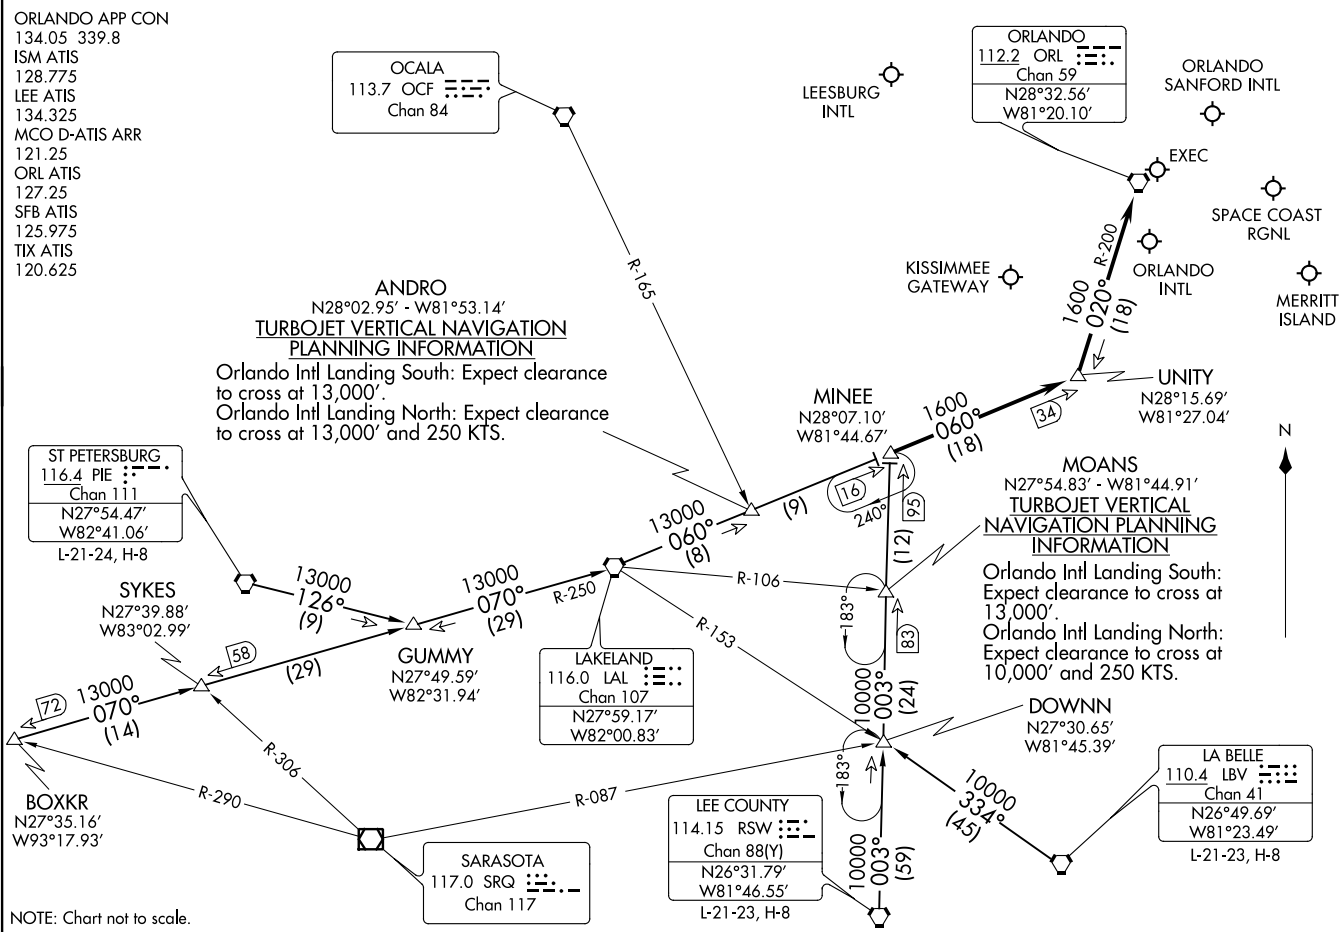 ORLANDO APP CON
134.05 339.8
ISM ATIS
128.775
LEE ATIS
134.325
MCO D-ATIS ARR
121.25
ORL ATIS
127.25
SFB ATIS
125.975
TIX ATIS
120.625
OCALA
113.7 OCF
Chan 84
LEESBURG
INTL
ORLANDO
112.2 ORL
Chan 59
N28°32.56′
W81°20.10′
ORLANDO
SANFORD INTL
EXEC
SPACE COAST
RGNL
ORLANDO
INTL
KISSIMMEE
GATEWAY
MERRITT
ISLAND
R-200
1600
020°
(18)
R-165
ANDRO
N28°02.95′ - W81°53.14′
TURBOJET VERTICAL NAVIGATION
PLANNING INFORMATION
Orlando Intl Landing South: Expect clearance
to cross at 13,000′.
Orlando Intl Landing North: Expect clearance
to cross at 13,000′ and 250 KTS.
MINEE
N28°07.10′
W81°44.67′
1600
060°
(18)
34
UNITY
N28°15.69′
W81°27.04′
N
ST PETERSBURG
116.4 PIE
Chan 111
N27°54.47′
W82°41.06′
L-21-24, H-8
13000
060°
(8)
(9)
16
240°
95
(12)
MOANS
N27°54.83′ - W81°44.91′
TURBOJET VERTICAL
NAVIGATION PLANNING
INFORMATION
Orlando Intl Landing South:
Expect clearance to cross at
13,000′.
Orlando Intl Landing North:
Expect clearance to cross at
10,000′ and 250 KTS.
SYKES
N27°39.88′
W83°02.99′
13000
126°
(9)
13000
070°
(29)
R-250
R-106
R-153
183°
83
GUMMY
N27°49.59′
W82°31.94′
58
(29)
LAKELAND
116.0 LAL
Chan 107
N27°59.17′
W82°00.83′
72
13000
070°
(14)
10000
003°
(24)
DOWNN
N27°30.65′
W81°45.39′
BOXKR
N27°35.16′
W93°17.93′
R-290
R-306
R-087
183°
10000
334°
(45)
LA BELLE
110.4 LBV
Chan 41
N26°49.69′
W81°23.49′
L-21-23, H-8
SARASOTA
117.0 SRQ
Chan 117
LEE COUNTY
114.15 RSW
Chan 88(Y)
N26°31.79′
W81°46.55′
L-21-23, H-8
10000
003°
(59)
NOTE: Chart not to scale.